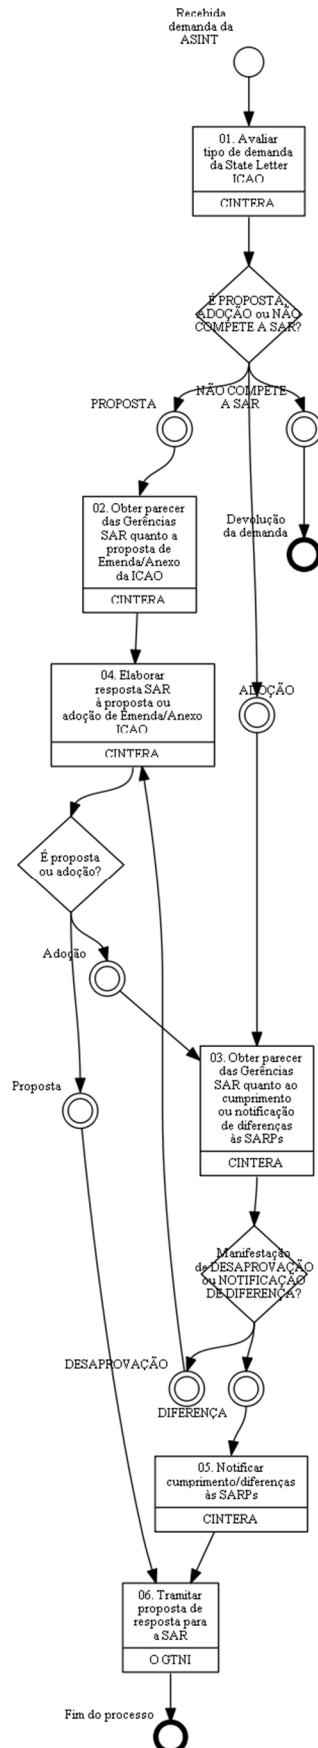 Recebida
demanda da
ASINT
01. Avaliar
tipo de demanda
da State Letter
ICAO
CINTERA
É PROPOSTA,
ADOÇÃO ou NÃO
COMPETE A SAR?
PROPOSTA
NÃO COMPETE
A SAR
02. Obter parecer
das Gerências
SAR quanto a
proposta de
Emenda/Anexo
da ICAO
CINTERA
Devolução
da demanda
04. Elaborar
resposta SAR
à proposta ou
adoção de Emenda/Anexo
ICAO
CINTERA
ADOÇÃO
É proposta
ou adoção?
Adoção
03. Obter parecer
das Gerências
SAR quanto ao
cumprimento
ou notificação
de diferenças
às SARPs
CINTERA
Proposta
Manifestação
de DESAPROVAÇÃO
ou NOTIFICAÇÃO
DE DIFERENÇA?
DESAPROVAÇÃO
DIFERENÇA
05. Notificar
cumprimento/diferenças
às SARPs
CINTERA
06. Tramitar
proposta de
resposta para
a SAR
O GTNI
Fim do processo